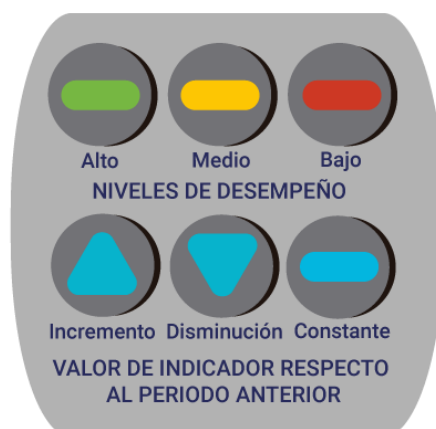 Alto Medio Bajo
NIVELES DE DESEMPEÑO
Incremento Disminución Constante
VALOR DE INDICADOR RESPECTO
AL PERIODO ANTERIOR